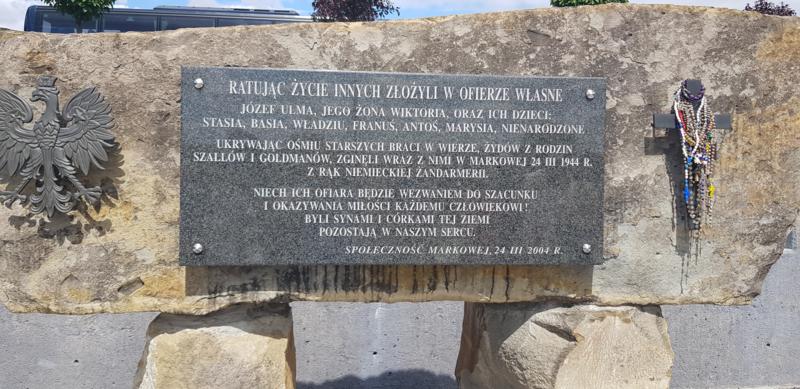 RATUJĄC ŻYCIE INNYCH ZŁOŻYLI W OFIERZE WŁASNE
JÓZEF ULMA, JEGO ŻONA WIKTORIA, ORAZ ICH DZIECI:
STASIA, BASIA, WŁADZIU, FRANUŚ, ANTOŚ, MARYSIA, NIENARODZONE
UKRYWAJĄC OŚMIU STARSZYCH BRACI W WIERZE, ŻYDÓW Z RODZIN
SZALLÓW I GOLDMANÓW, ZGINĘLI WRAZ Z NIMI W MARKOWEJ 24 III 1944 R.
Z RĄK NIEMIECKIEJ ŻANDARMERII.
NIECH ICH OFIARA BĘDZIE WEZWANIEM DO SZACUNKU
I OKAZYWANIA MIŁOŚCI KAŻDEMU CZŁOWIEKOWI!
BYLI SYNAMI I CÓRKAMI TEJ ZIEMI
POZOSTAJĄ W NASZYM SERCU.
SPOŁECZNOŚĆ MARKOWEJ, 24 III 2004 R.